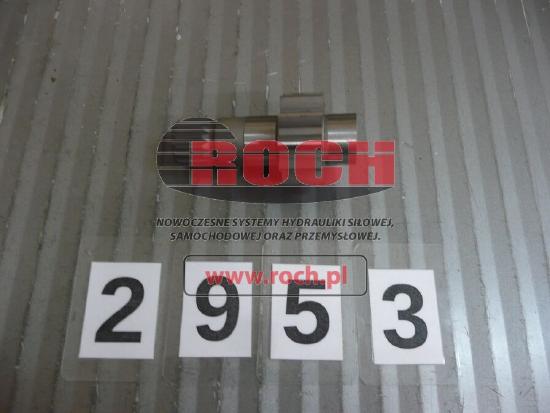 ROCH
NOWOCZESNE SYSTEMY HYDRAULIKI SIŁOWEJ,
SAMOCHODOWEJ ORAZ PRZEMYSŁOWEJ.
www.roch.pl
2 9 5 3